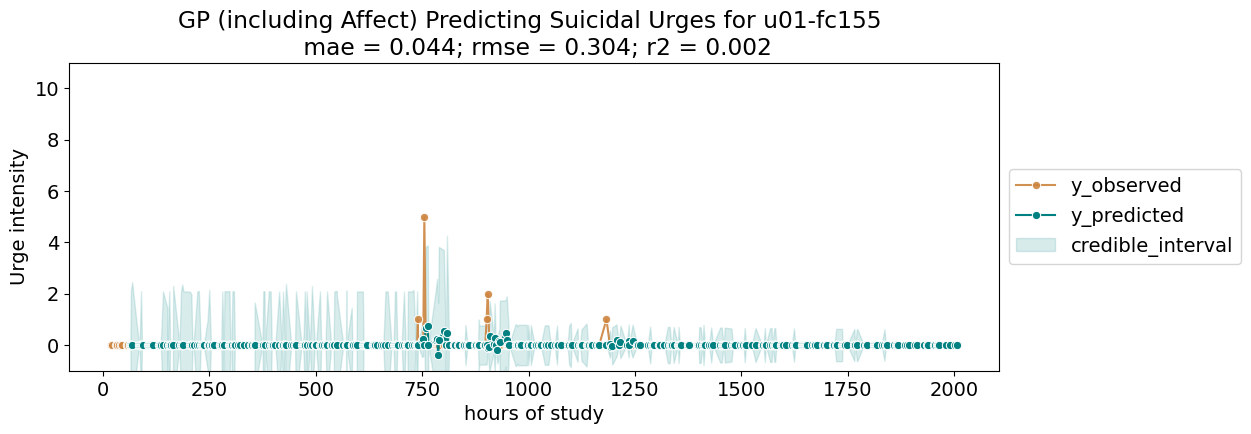 GP (including Affect) Predicting Suicidal Urges for u01-fc155
mae = 0.044; rmse = 0.304; r2 = 0.002
Urge intensity
10
8
6
4
2
0
0
250
500
750
1000
1250
1500
1750
2000
hours of study
y_observed
y_predicted
credible_interval